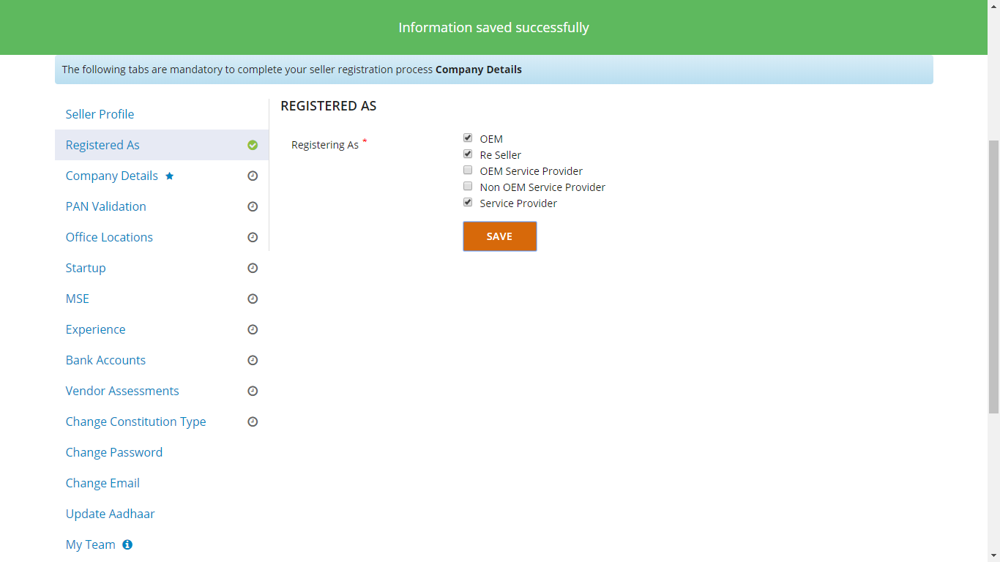 Information saved successfully
The following tabs are mandatory to complete your seller registration process Company Details
Seller Profile
Registered As
Company Details
PAN Validation
Office Locations
Startup
MSE
Experience
Bank Accounts
Vendor Assessments
Change Constitution Type
Change Password
Change Email
Update Aadhaar
My Team
REGISTERED AS
Registering As *
OEM
Re Seller
OEM Service Provider
Non OEM Service Provider
Service Provider
SAVE